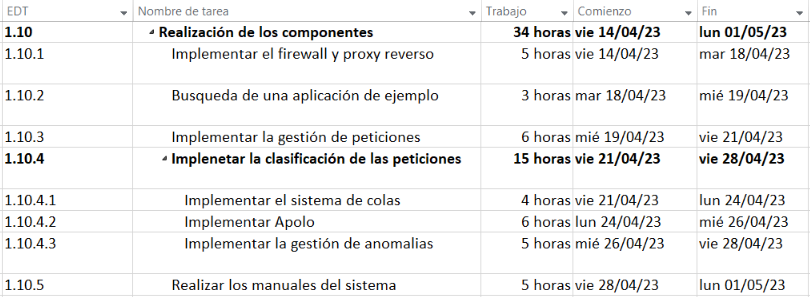 EDT Nombre de tarea Trabajo Comienzo Fin
1.10 Realización de los componentes 34 horas vie 14/04/23 lun 01/05/23
1.10.1 Implementar el firewall y proxy reverso 5 horas vie 14/04/23 mar 18/04/23
1.10.2 Busqueda de una aplicación de ejemplo 3 horas mar 18/04/23 mié 19/04/23
1.10.3 Implementar la gestión de peticiones 6 horas mié 19/04/23 vie 21/04/23
1.10.4 Implenetar la clasificación de las peticiones 15 horas vie 21/04/23 vie 28/04/23
1.10.4.1 Implementar el sistema de colas 4 horas vie 21/04/23 lun 24/04/23
1.10.4.2 Implementar Apolo 6 horas lun 24/04/23 mié 26/04/23
1.10.4.3 Implementar la gestión de anomalias 5 horas mié 26/04/23 vie 28/04/23
1.10.5 Realizar los manuales del sistema 5 horas vie 28/04/23 lun 01/05/23